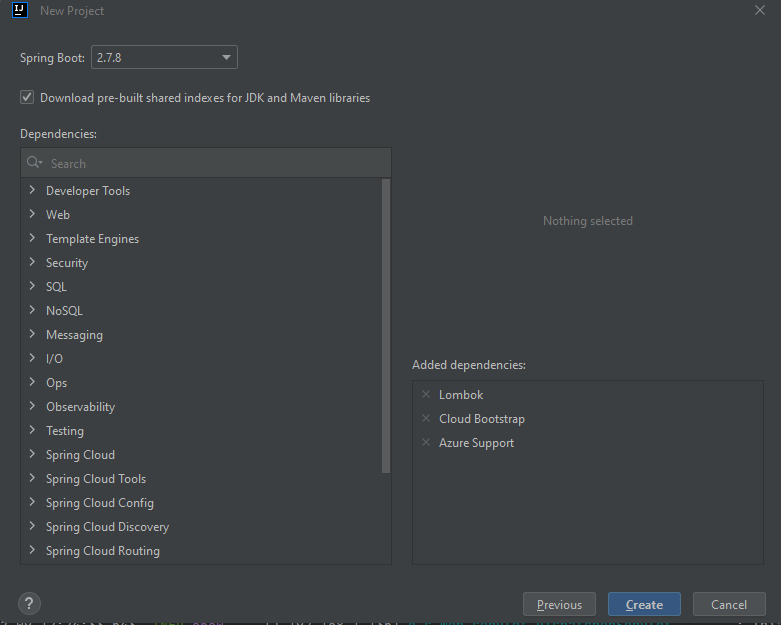 IJ New Project
Spring Boot: 2.7.8
Download pre-built shared indexes for JDK and Maven libraries
Dependencies:
Search
Developer Tools
Web
Template Engines
Security
SQL
NoSQL
Messaging
I/O
Ops
Observability
Testing
Spring Cloud
Spring Cloud Tools
Spring Cloud Config
Spring Cloud Discovery
Spring Cloud Routing
Nothing selected
Added dependencies:
Lombok
Cloud Bootstrap
Azure Support
? Previous Create Cancel